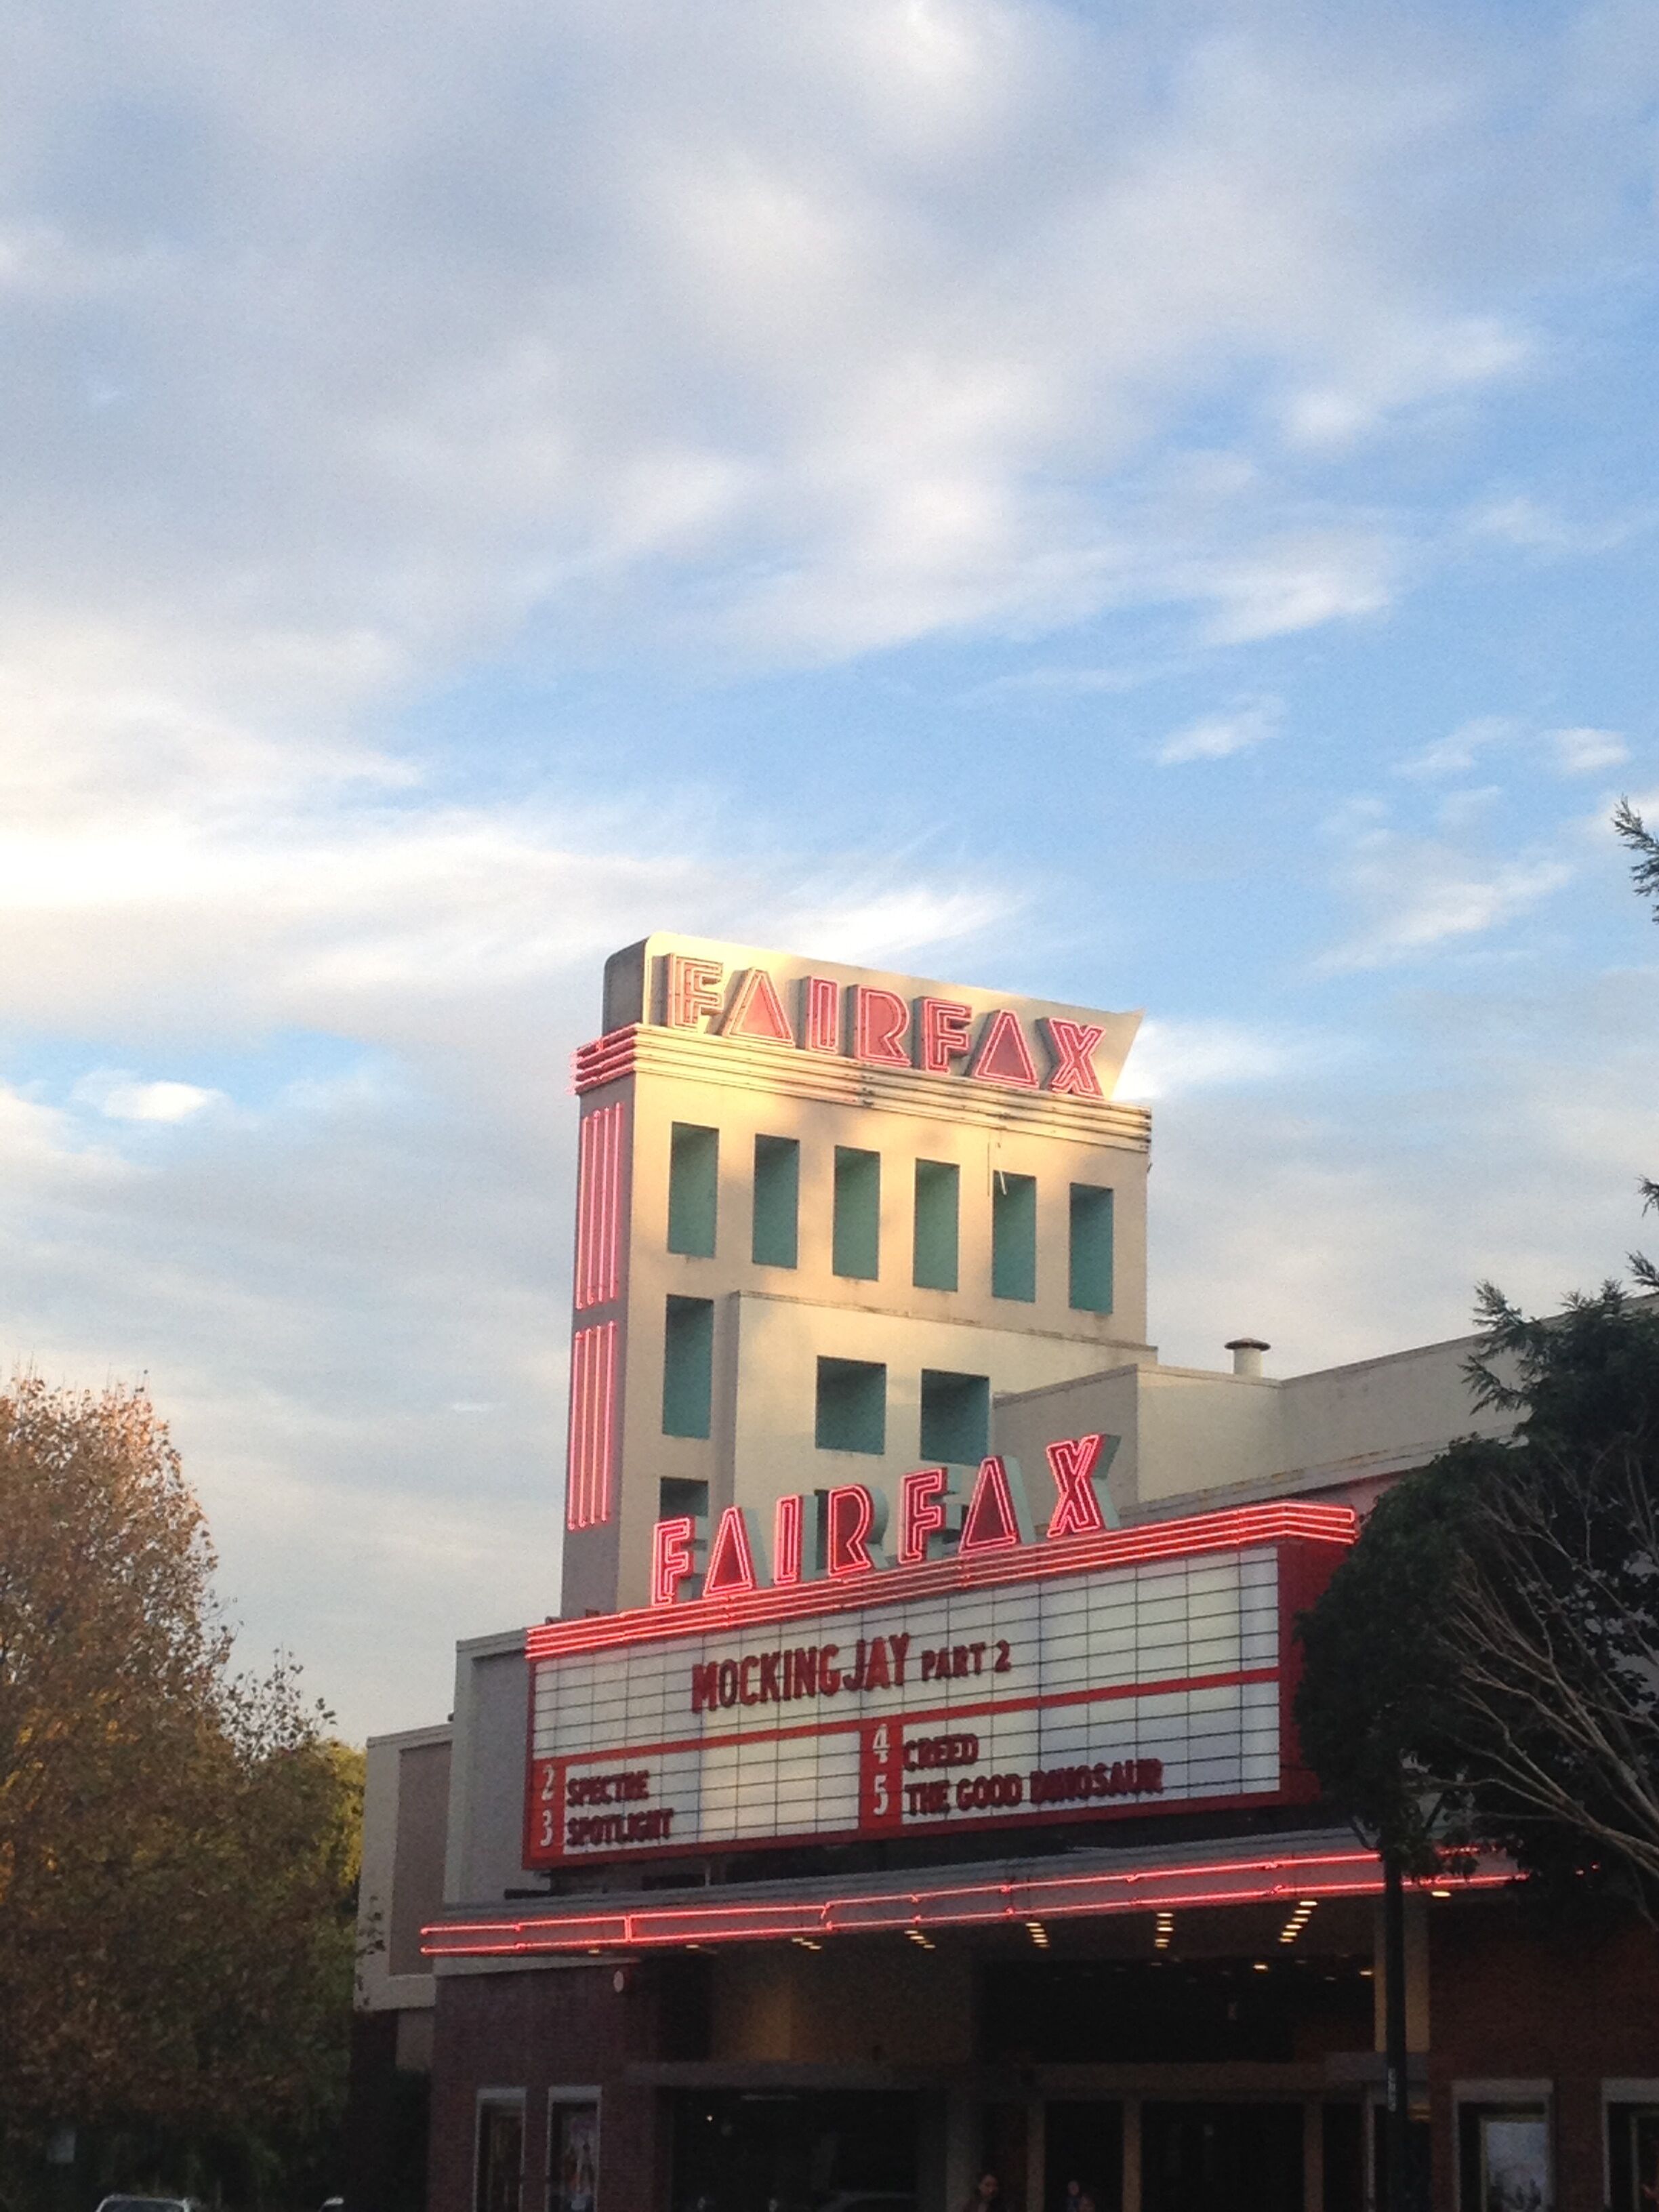 FAIRFAX
FAIRFAX
MOCKINGJAY PART 2
2 SPECTRE
3 SPOTLIGHT
4 CREED
5 THE GOOD DINOSAUR